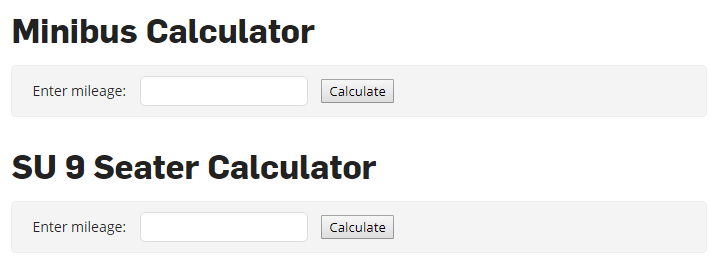 Minibus Calculator
Enter mileage: Calculate
SU 9 Seater Calculator
Enter mileage: Calculate